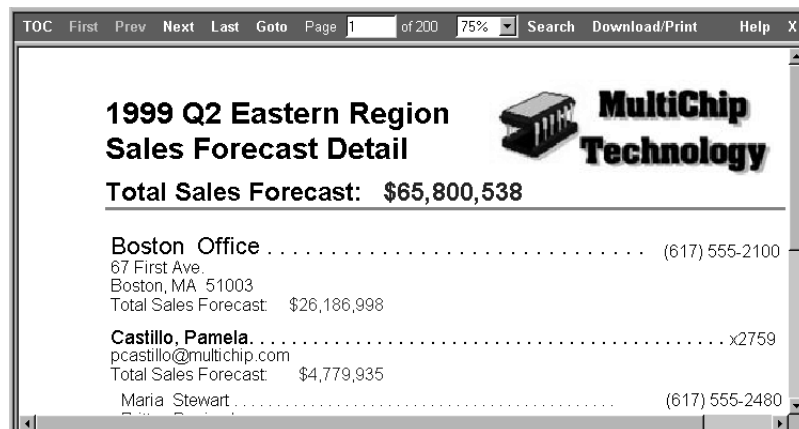 TOC First Prev Next Last Goto Page 1 of 200 75% Search Download/Print Help X
1999 Q2 Eastern Region
Sales Forecast Detail
MultiChip
Technology
Total Sales Forecast: $65,800,538
Boston Office . . . . . . . . . . . . . . . . . . . . . . . . . . . . . . . . (617) 555-2100
67 First Ave.
Boston, MA 51003
Total Sales Forecast: $26,186,998
Castillo, Pamela. . . . . . . . . . . . . . . . . . . . . . . . . . . . . . . . . . . . . . . . . . x2759
pcastillo@multichip.com
Total Sales Forecast: $4,779,935
Maria Stewart . . . . . . . . . . . . . . . . . . . . . . . . . . . . . . . . . . . . . . . . . (617) 555-2480